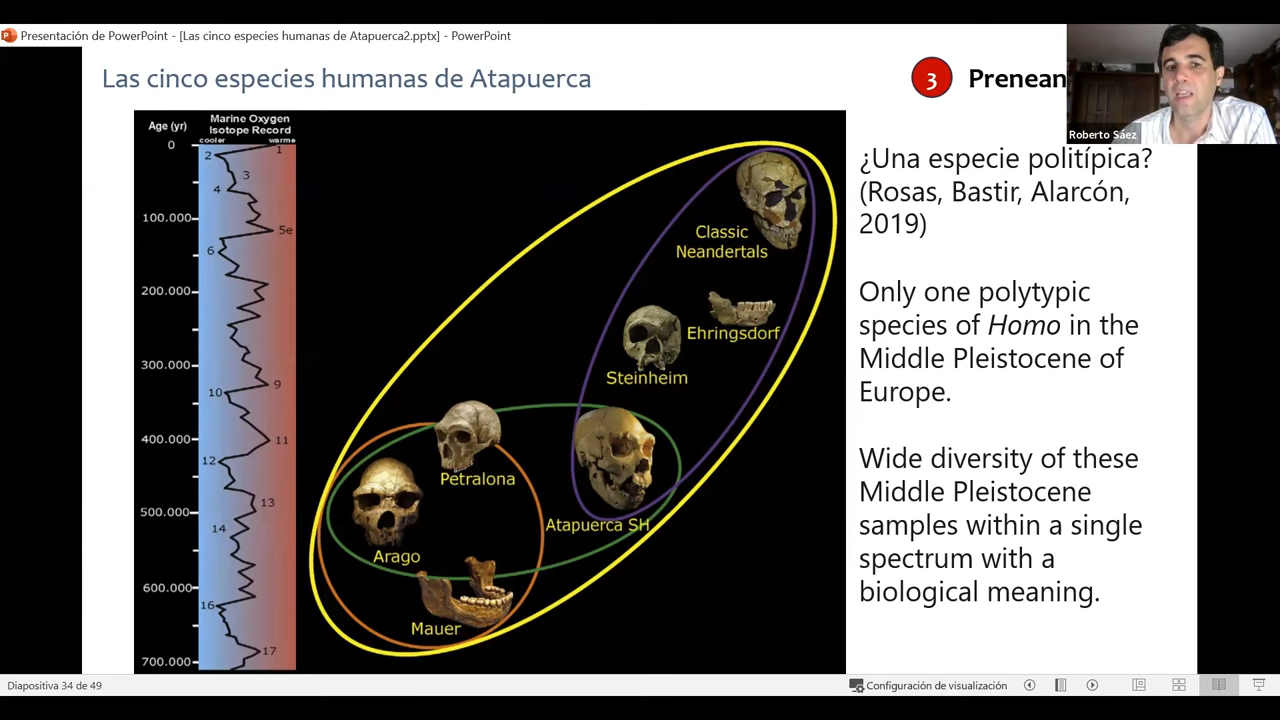 Presentación de PowerPoint - [Las cinco especies humanas de Atapuerca2.pptx] - PowerPoint
Las cinco especies humanas de Atapuerca
3 Prenean
Roberto Sáez
Age (yr)
Marine Oxygen
Isotope Record
cooler warme
0
100.000
200.000
300.000
400.000
500.000
600.000
700.000
1
2
3
4
5e
6
9
10
11
12
13
14
16
17
Classic
Neandertals
Ehringsdorf
Steinheim
Petralona
Atapuerca SH
Arago
Mauer
¿Una especie politípica?
(Rosas, Bastir, Alarcón,
2019)
Only one polytypic
species of Homo in the
Middle Pleistocene of
Europe.
Wide diversity of these
Middle Pleistocene
samples within a single
spectrum with a
biological meaning.
Diapositiva 34 de 49
Configuración de visualización